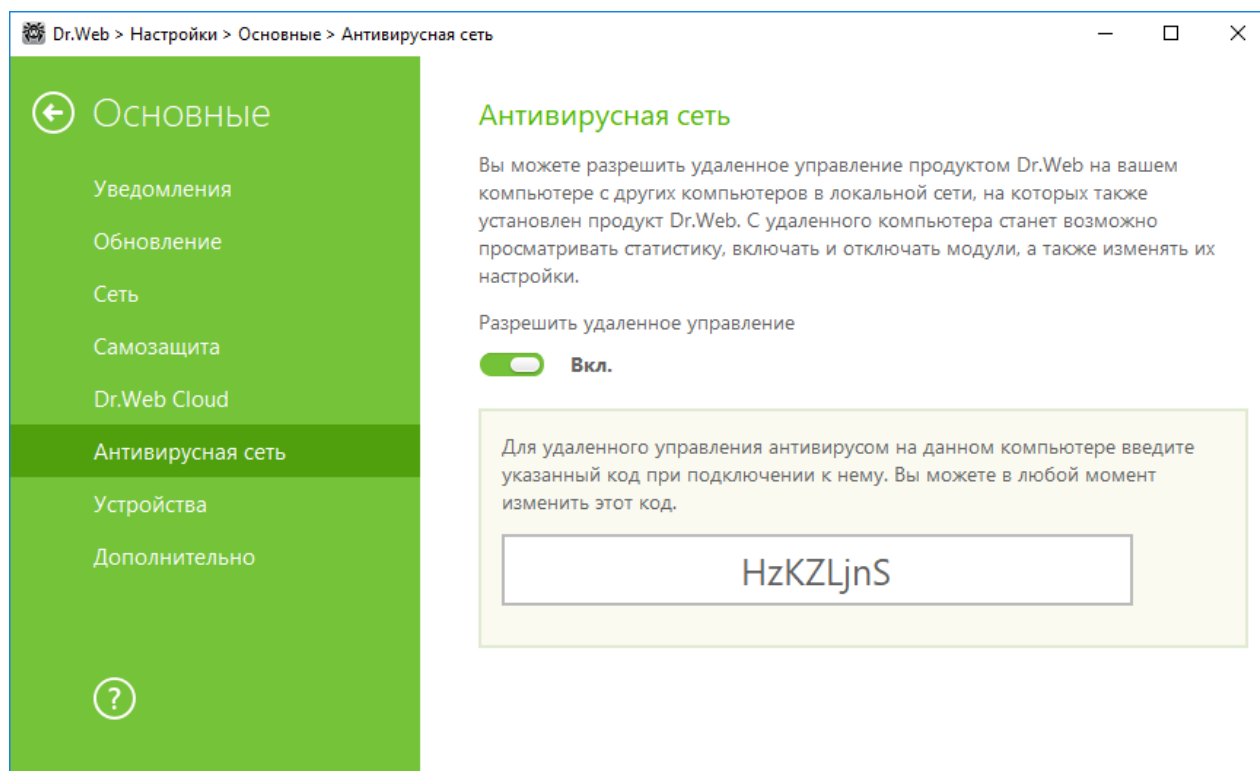 Dr.Web > Настройки > Основные > Антивирусная сеть
Основные
Уведомления
Обновление
Сеть
Самозащита
Dr.Web Cloud
Антивирусная сеть
Устройства
Дополнительно
?
Антивирусная сеть
Вы можете разрешить удаленное управление продуктом Dr.Web на вашем
компьютере с других компьютеров в локальной сети, на которых также
установлен продукт Dr.Web. С удаленного компьютера станет возможно
просматривать статистику, включать и отключать модули, а также изменять их
настройки.
Разрешить удаленное управление
Вкл.
Для удаленного управления антивирусом на данном компьютере введите
указанный код при подключении к нему. Вы можете в любой момент
изменить этот код.
HzKZLjnS